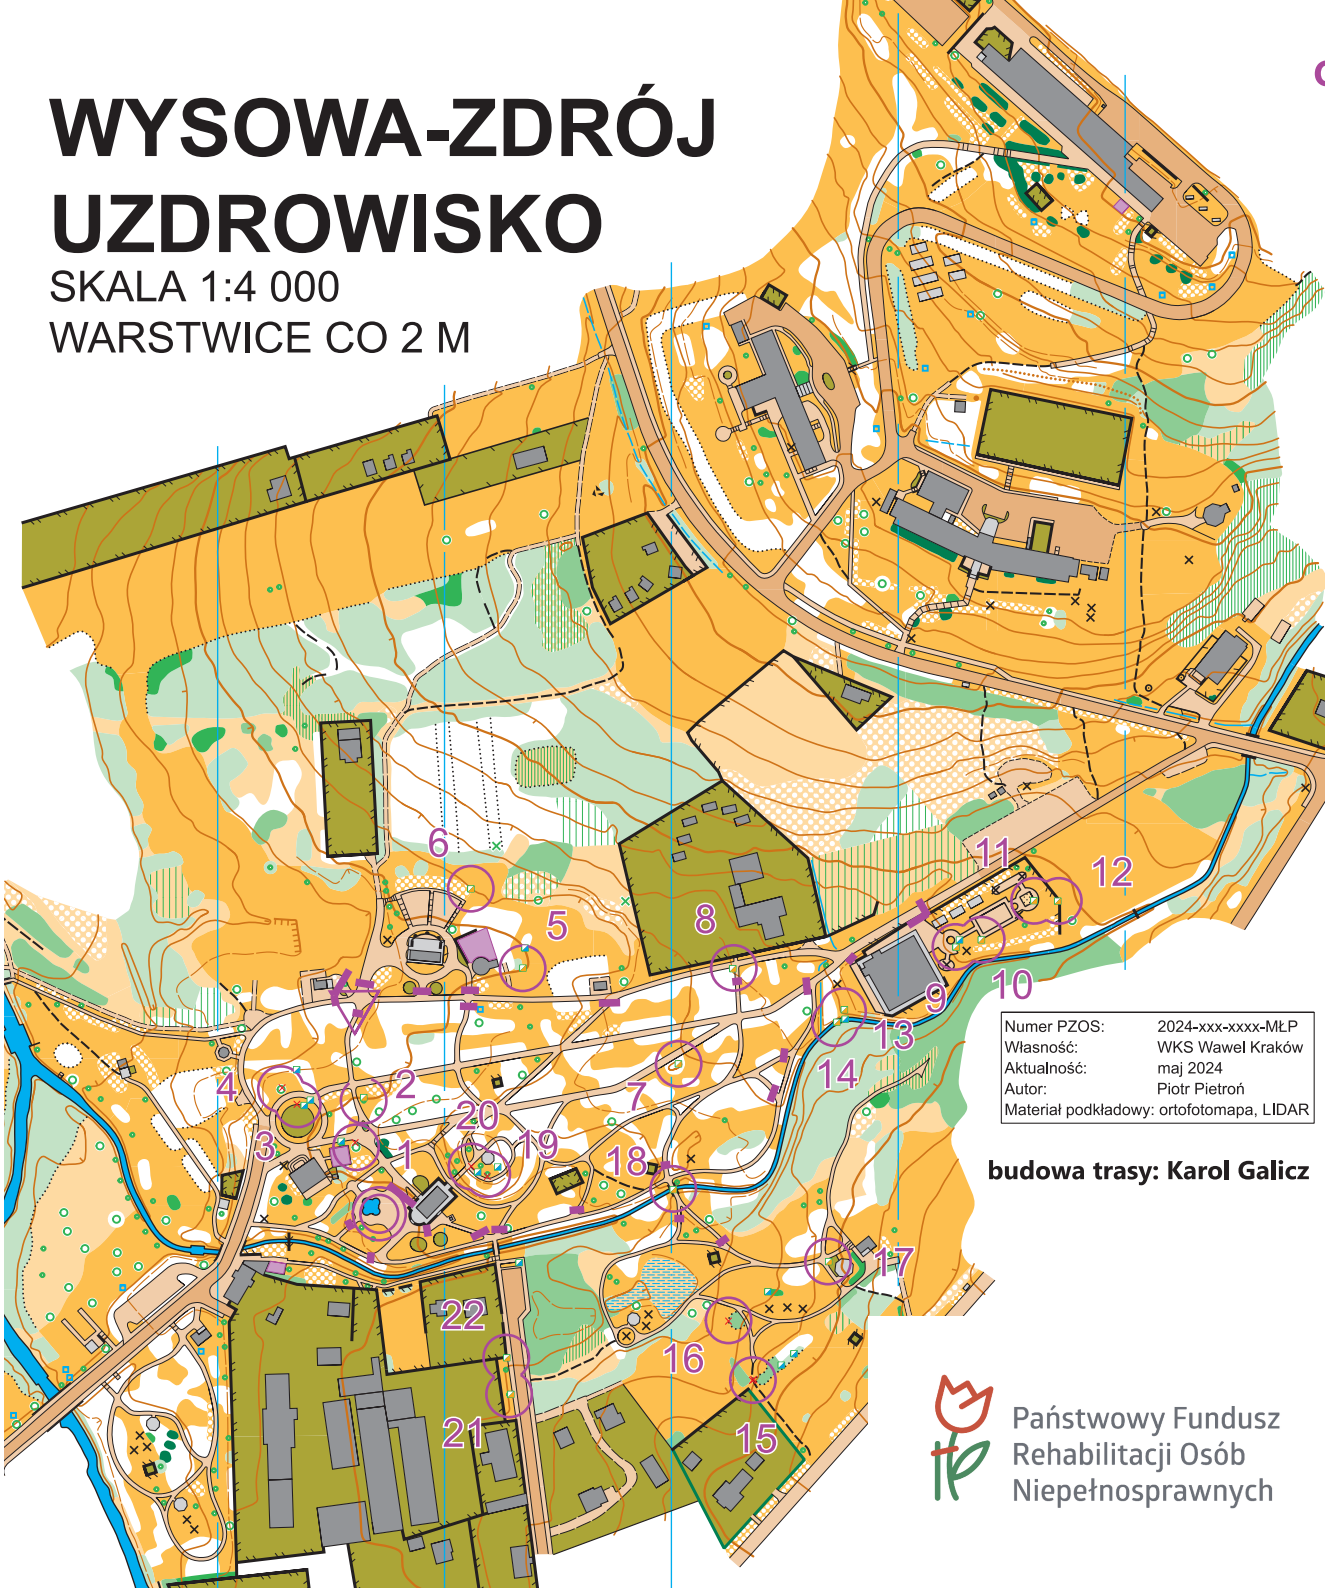 WYSOWA-ZDRÓJ
UZDROWISKO
SKALA 1:4 000
WARSTWICE CO 2 M
6
5
8
11
12
9
10
13
14
4
2
7
3
1
20
19
18
17
22
16
21
15
Numer PZOS: 2024-xxx-xxxx-MŁP
Własność: WKS Wawel Kraków
Aktualność: maj 2024
Autor: Piotr Pietroń
Materiał podkładowy: ortofotomapa, LIDAR
budowa trasy: Karol Galicz
Państwowy Fundusz
Rehabilitacji Osób
Niepełnosprawnych